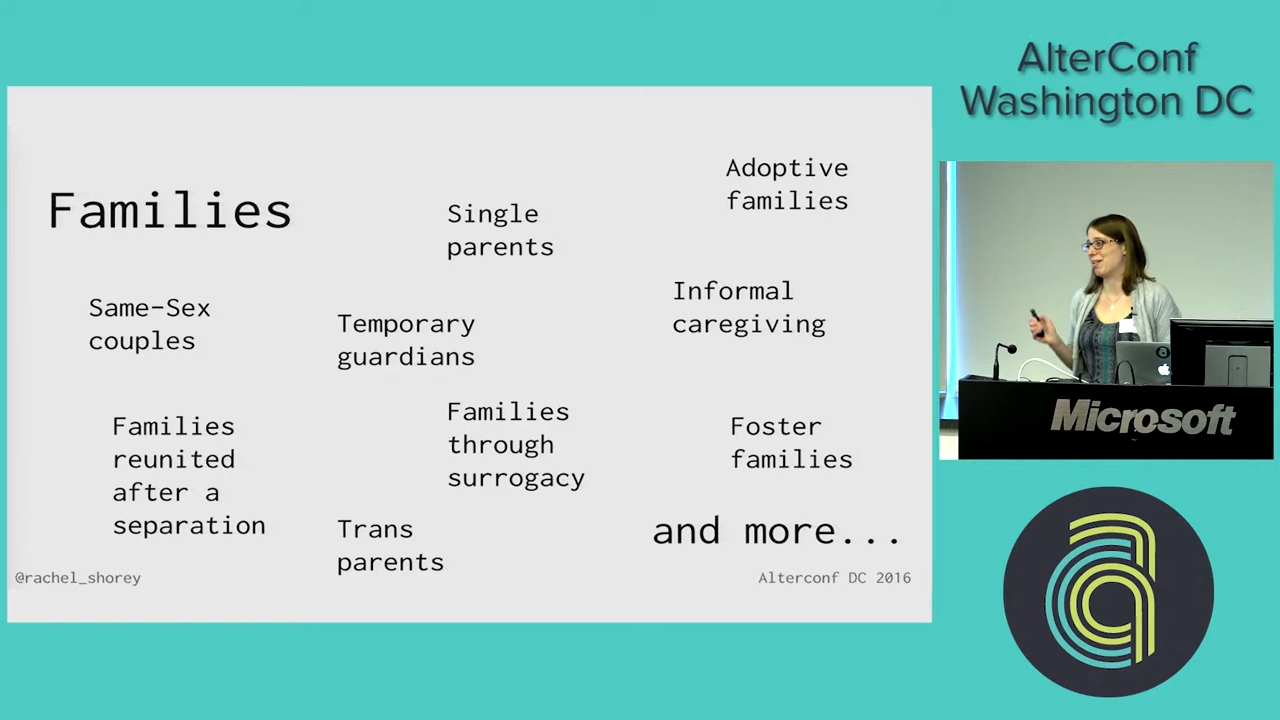 AlterConf
Washington DC
Families
Single
parents
Adoptive
families
Same-Sex
couples
Temporary
guardians
Informal
caregiving
Families
reunited
after a
separation
Families
through
surrogacy
Foster
families
Trans
parents
and more...
@rachel_shorey
Alterconf DC 2016
Microsoft